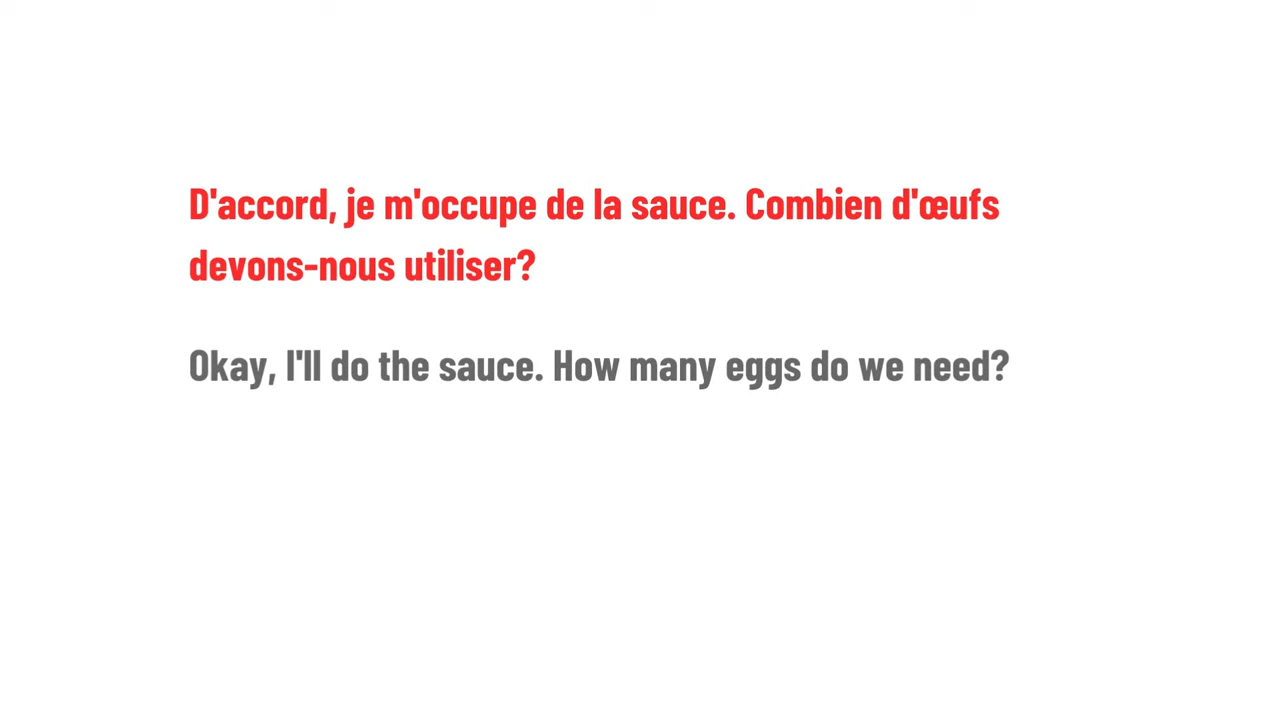 D'accord, je m'occupe de la sauce. Combien d'œufs
devons-nous utiliser?
Okay, I'll do the sauce. How many eggs do we need?